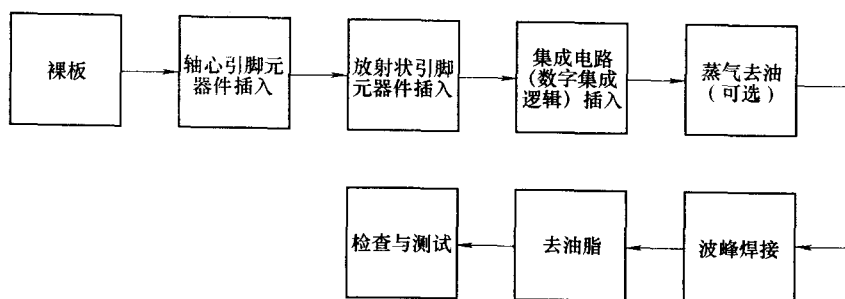 裸板
轴心引脚元
器件插入
放射状引脚
元器件插入
集成电路
（数字集成
逻辑）插入
蒸气去油
（可选）
波峰焊接
去油脂
检查与测试